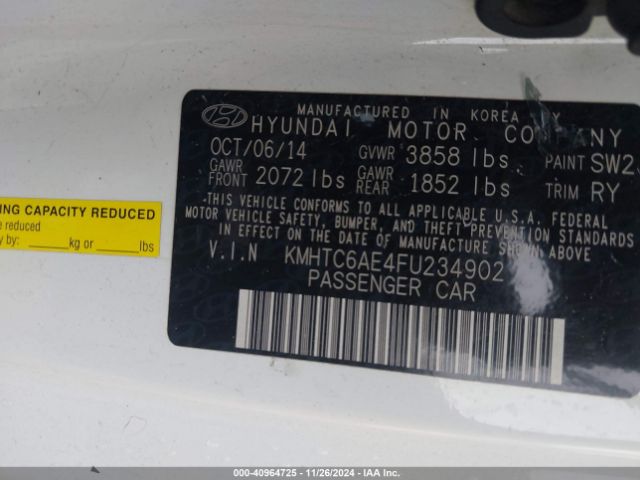 MANUFACTURED IN KOREA BY
HYUNDAI MOTOR COMPANY
OCT/06/14 GVWR 3858 lbs. PAINT SW2
GAWR FRONT 2072 lbs GAWR REAR 1852 lbs TRIM RY
THIS VEHICLE CONFORMS TO ALL APPLICABLE U.S.A. FEDERAL
MOTOR VEHICLE SAFETY, BUMPER, AND THEFT PREVENTION STANDARDS
IN EFFECT ON THE DATE OF MANUFACTURE SHOWN ABOVE
V.I.N KMHTC6AE4FU234902
PASSENGER CAR
NG CAPACITY REDUCED
e reduced
y by: ____kg or ____lbs
000-40964725 - 11/26/2024 - IAA Inc.